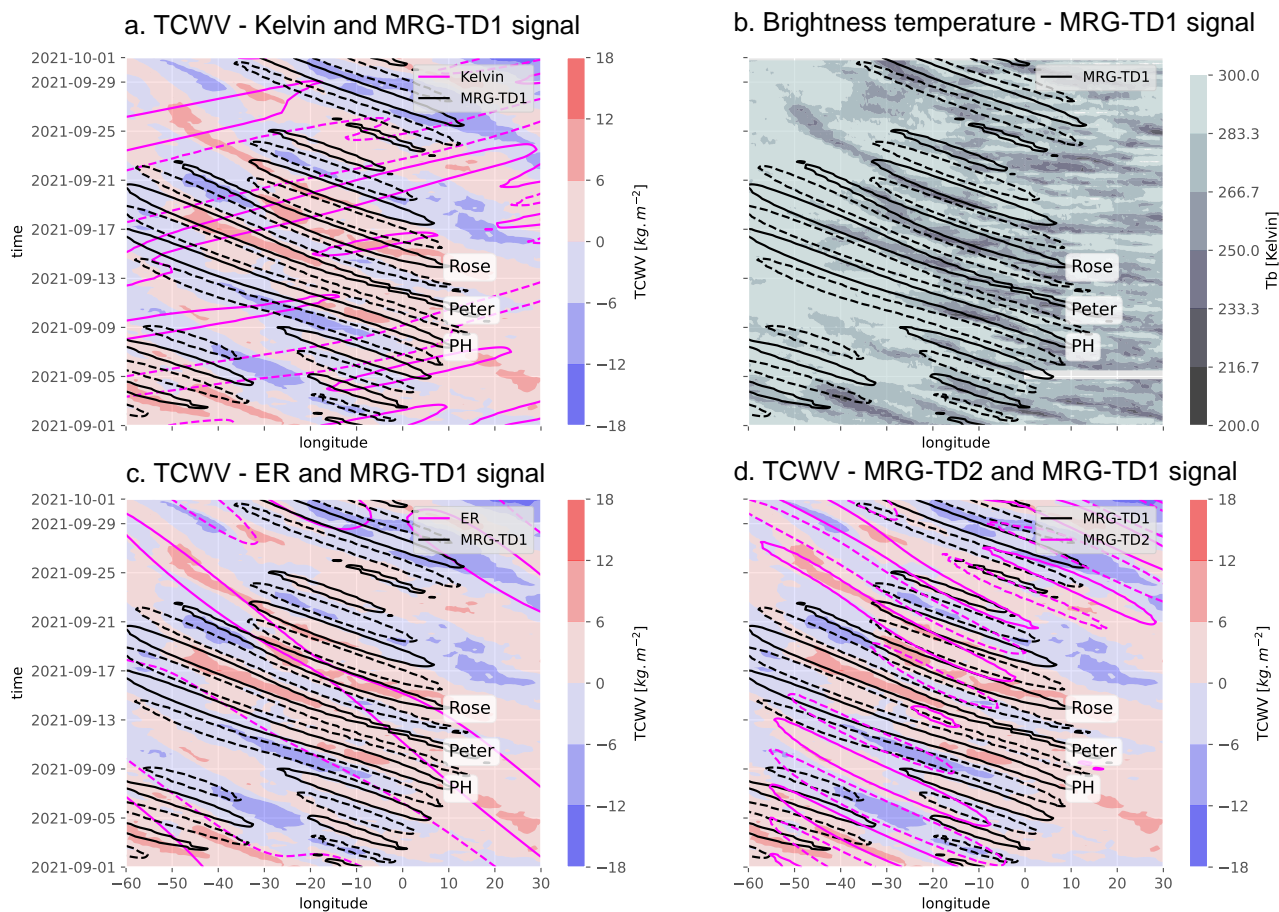 a. TCWV - Kelvin and MRG-TD1 signal
2021-10-01
2021-09-29
2021-09-25
2021-09-21
2021-09-17
2021-09-13
2021-09-09
2021-09-05
2021-09-01
time
longitude
Kelvin
MRG-TD1
Rose
Peter
PH
18
12
6
0
−6
−12
−18
TCWV [kg. m⁻²]
b. Brightness temperature - MRG-TD1 signal
MRG-TD1
Rose
Peter
PH
longitude
300.0
283.3
266.7
250.0
233.3
216.7
200.0
Tb [Kelvin]
c. TCWV - ER and MRG-TD1 signal
2021-10-01
2021-09-29
2021-09-25
2021-09-21
2021-09-17
2021-09-13
2021-09-09
2021-09-05
2021-09-01
time
−60 −50 −40 −30 −20 −10 0 10 20 30
longitude
ER
MRG-TD1
Rose
Peter
PH
18
12
6
0
−6
−12
−18
TCWV [kg. m⁻²]
d. TCWV - MRG-TD2 and MRG-TD1 signal
MRG-TD1
MRG-TD2
Rose
Peter
PH
−60 −50 −40 −30 −20 −10 0 10 20 30
longitude
18
12
6
0
−6
−12
−18
TCWV [kg. m⁻²]